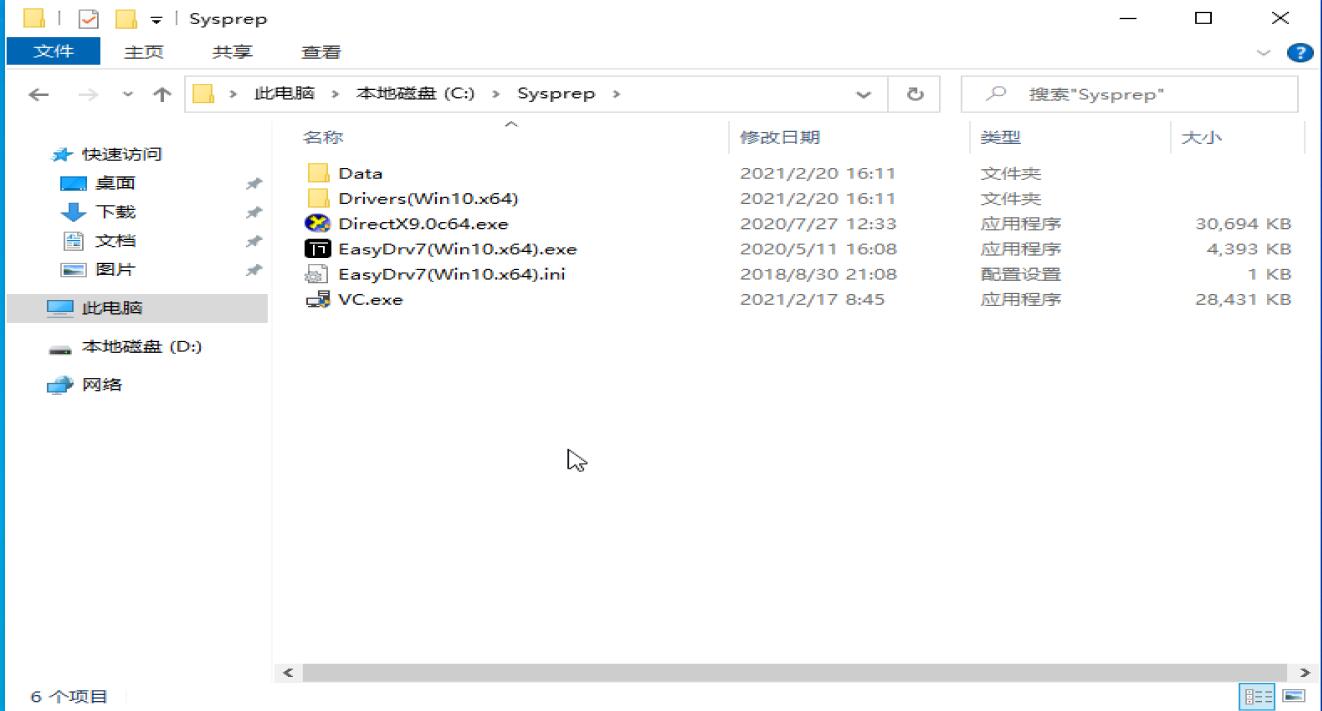 Sysprep
文件 主页 共享 查看
此电脑 本地磁盘 (C:) Sysprep 搜索"Sysprep"
名称 修改日期 类型 大小
快速访问
桌面
下载
文档
图片
此电脑
本地磁盘 (D:)
网络
Data 2021/2/20 16:11 文件夹
Drivers(Win10.x64) 2021/2/20 16:11 文件夹
DirectX9.0c64.exe 2020/7/27 12:33 应用程序 30,694 KB
EasyDrv7(Win10.x64).exe 2020/5/11 16:08 应用程序 4,393 KB
EasyDrv7(Win10.x64).ini 2018/8/30 21:08 配置设置 1 KB
VC.exe 2021/2/17 8:45 应用程序 28,431 KB
6 个项目